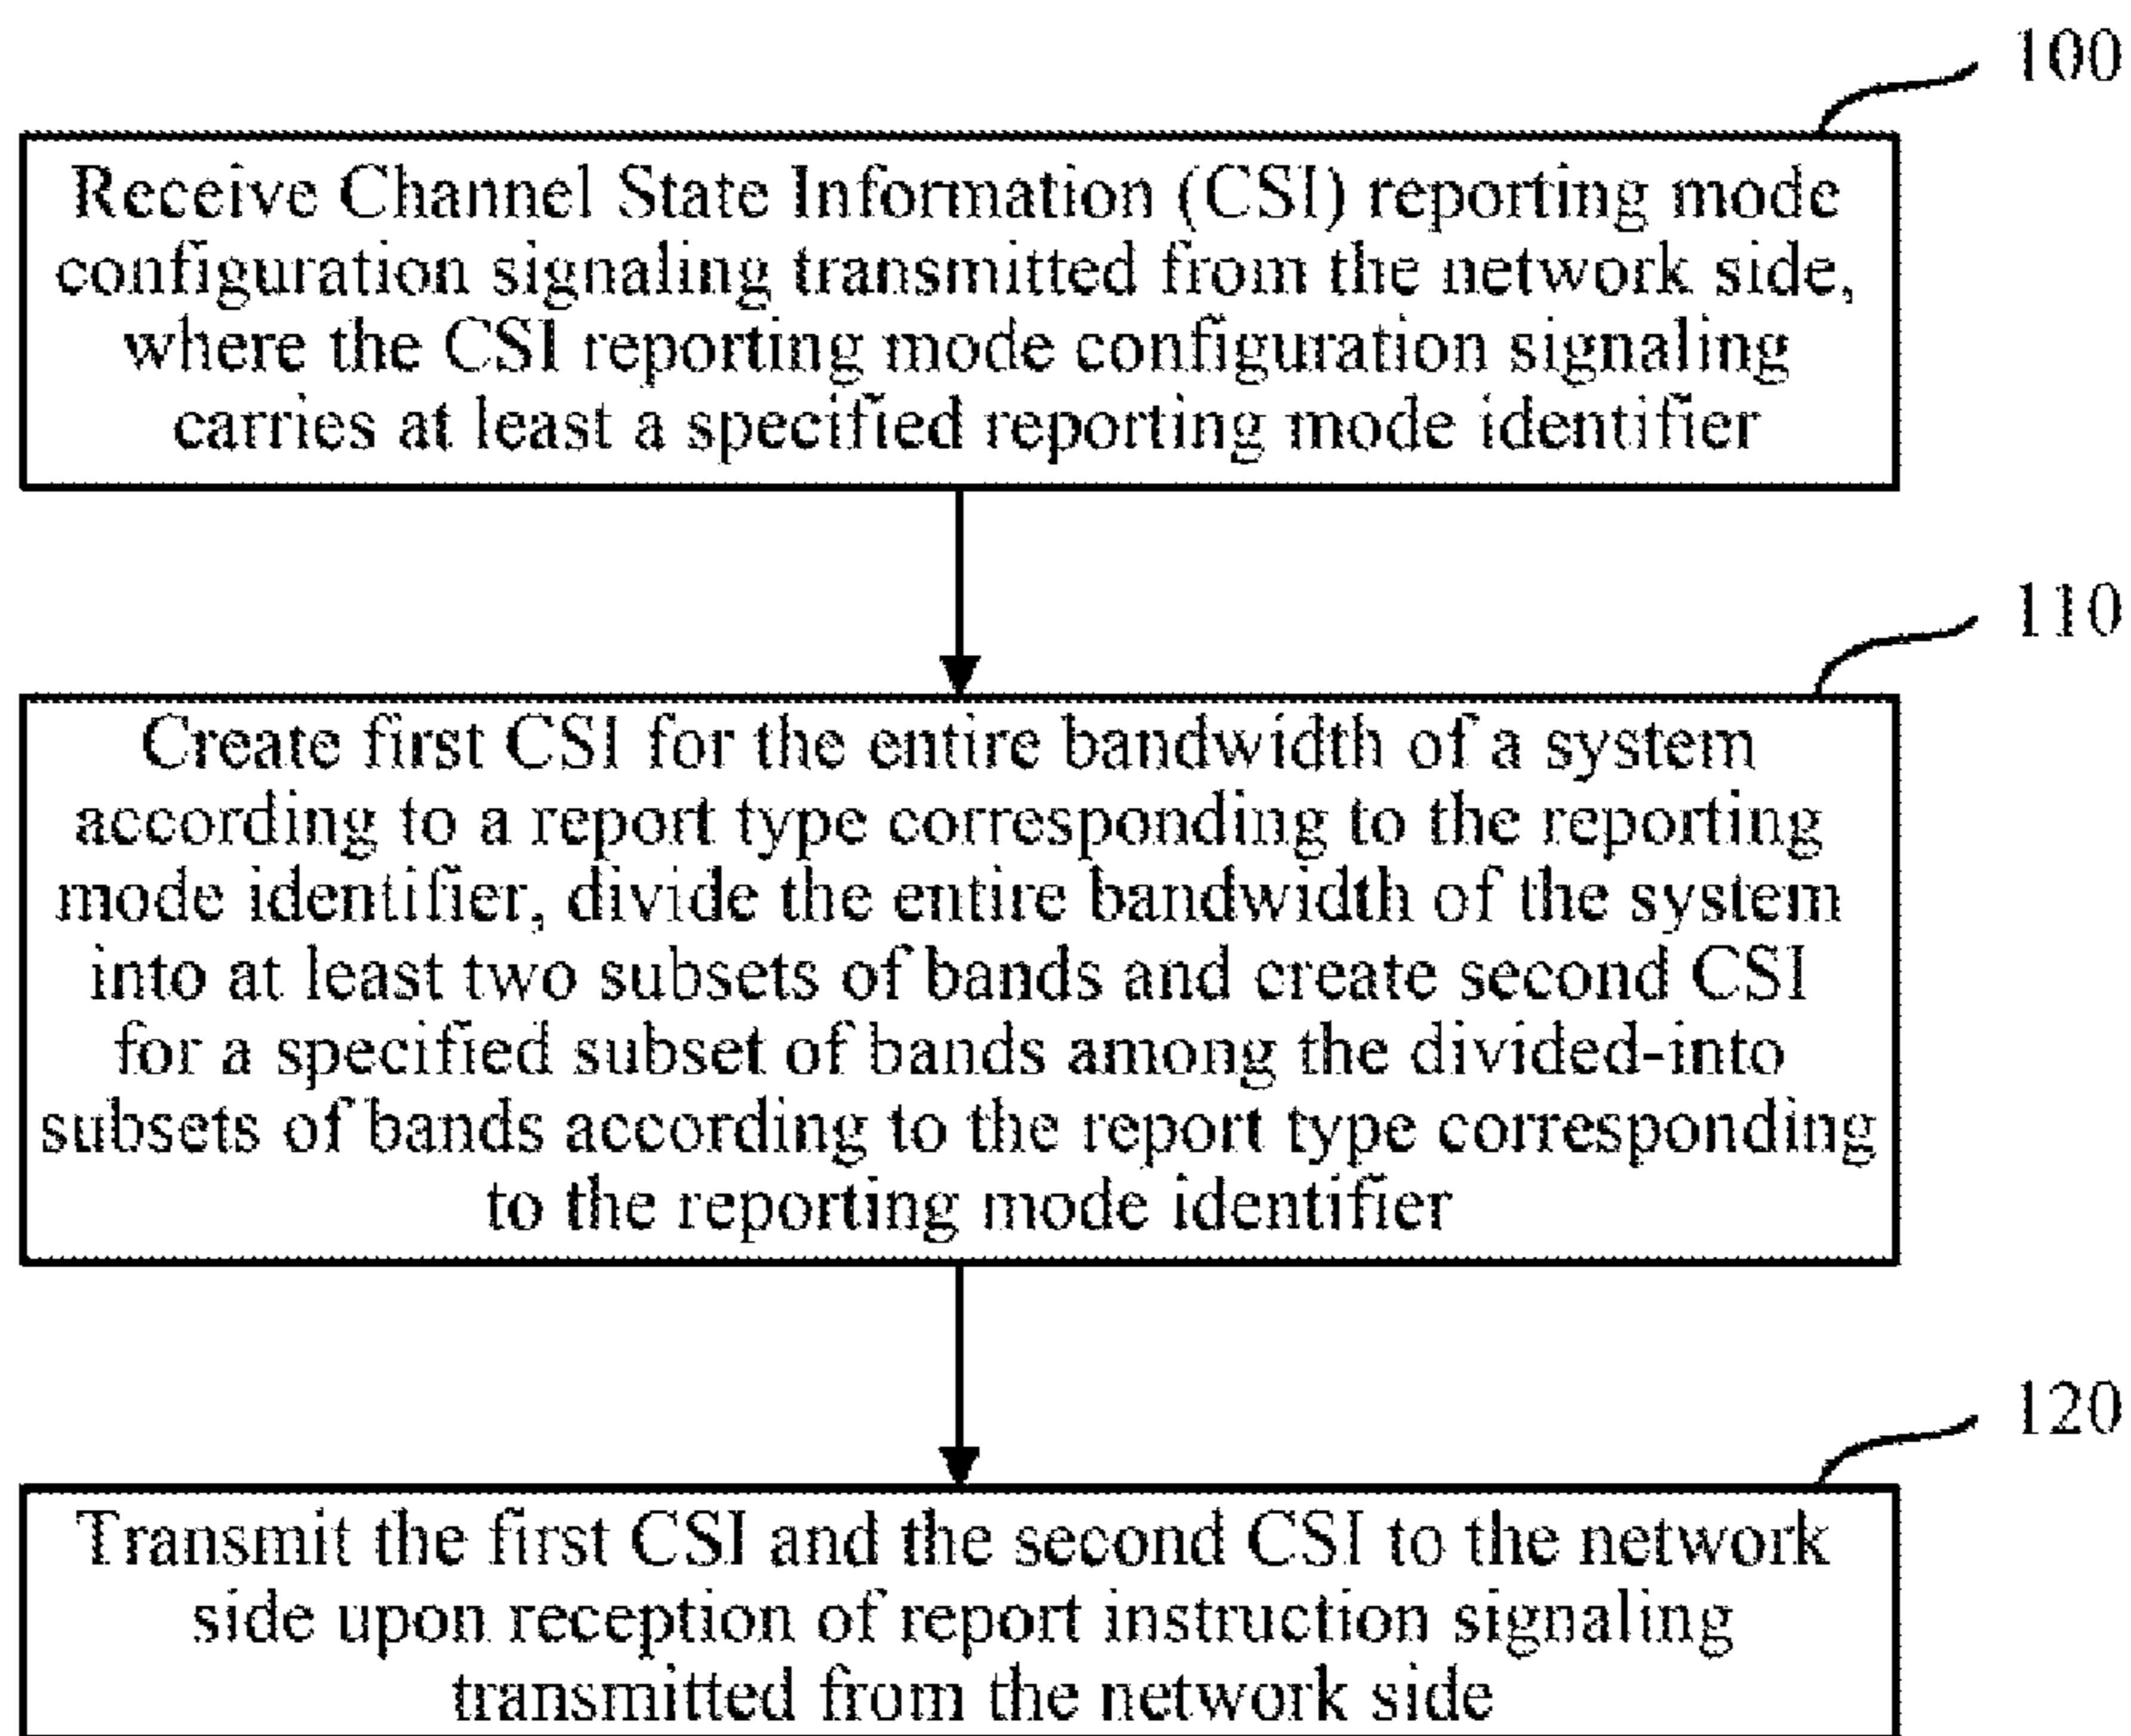 100
Receive Channel State Information (CSI) reporting mode
configuration signaling transmitted from the network side,
where the CSI reporting mode configuration signaling
carries at least a specified reporting mode identifier
110
Create first CSI for the entire bandwidth of a system
according to a report type corresponding to the reporting
mode identifier, divide the entire bandwidth of the system
into at least two subsets of bands and create second CSI
for a specified subset of bands among the divided-into
subsets of bands according to the report type corresponding
to the reporting mode identifier
120
Transmit the first CSI and the second CSI to the network
side upon reception of report instruction signaling
transmitted from the network side